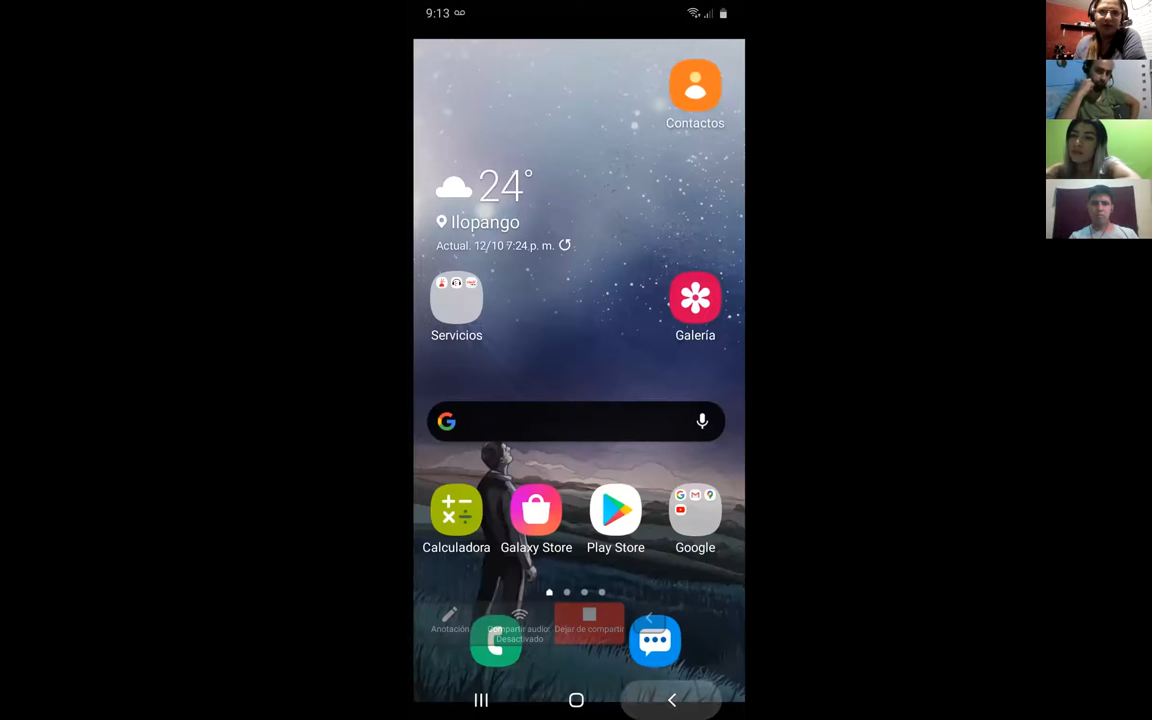 9:13
Contactos
24°
Ilopango
Actual. 12/10 7:24 p. m.
Servicios
Galería
Calculadora
Galaxy Store
Play Store
Google
Anotación
Compartir audio:
Desactivado
Dejar de compartir